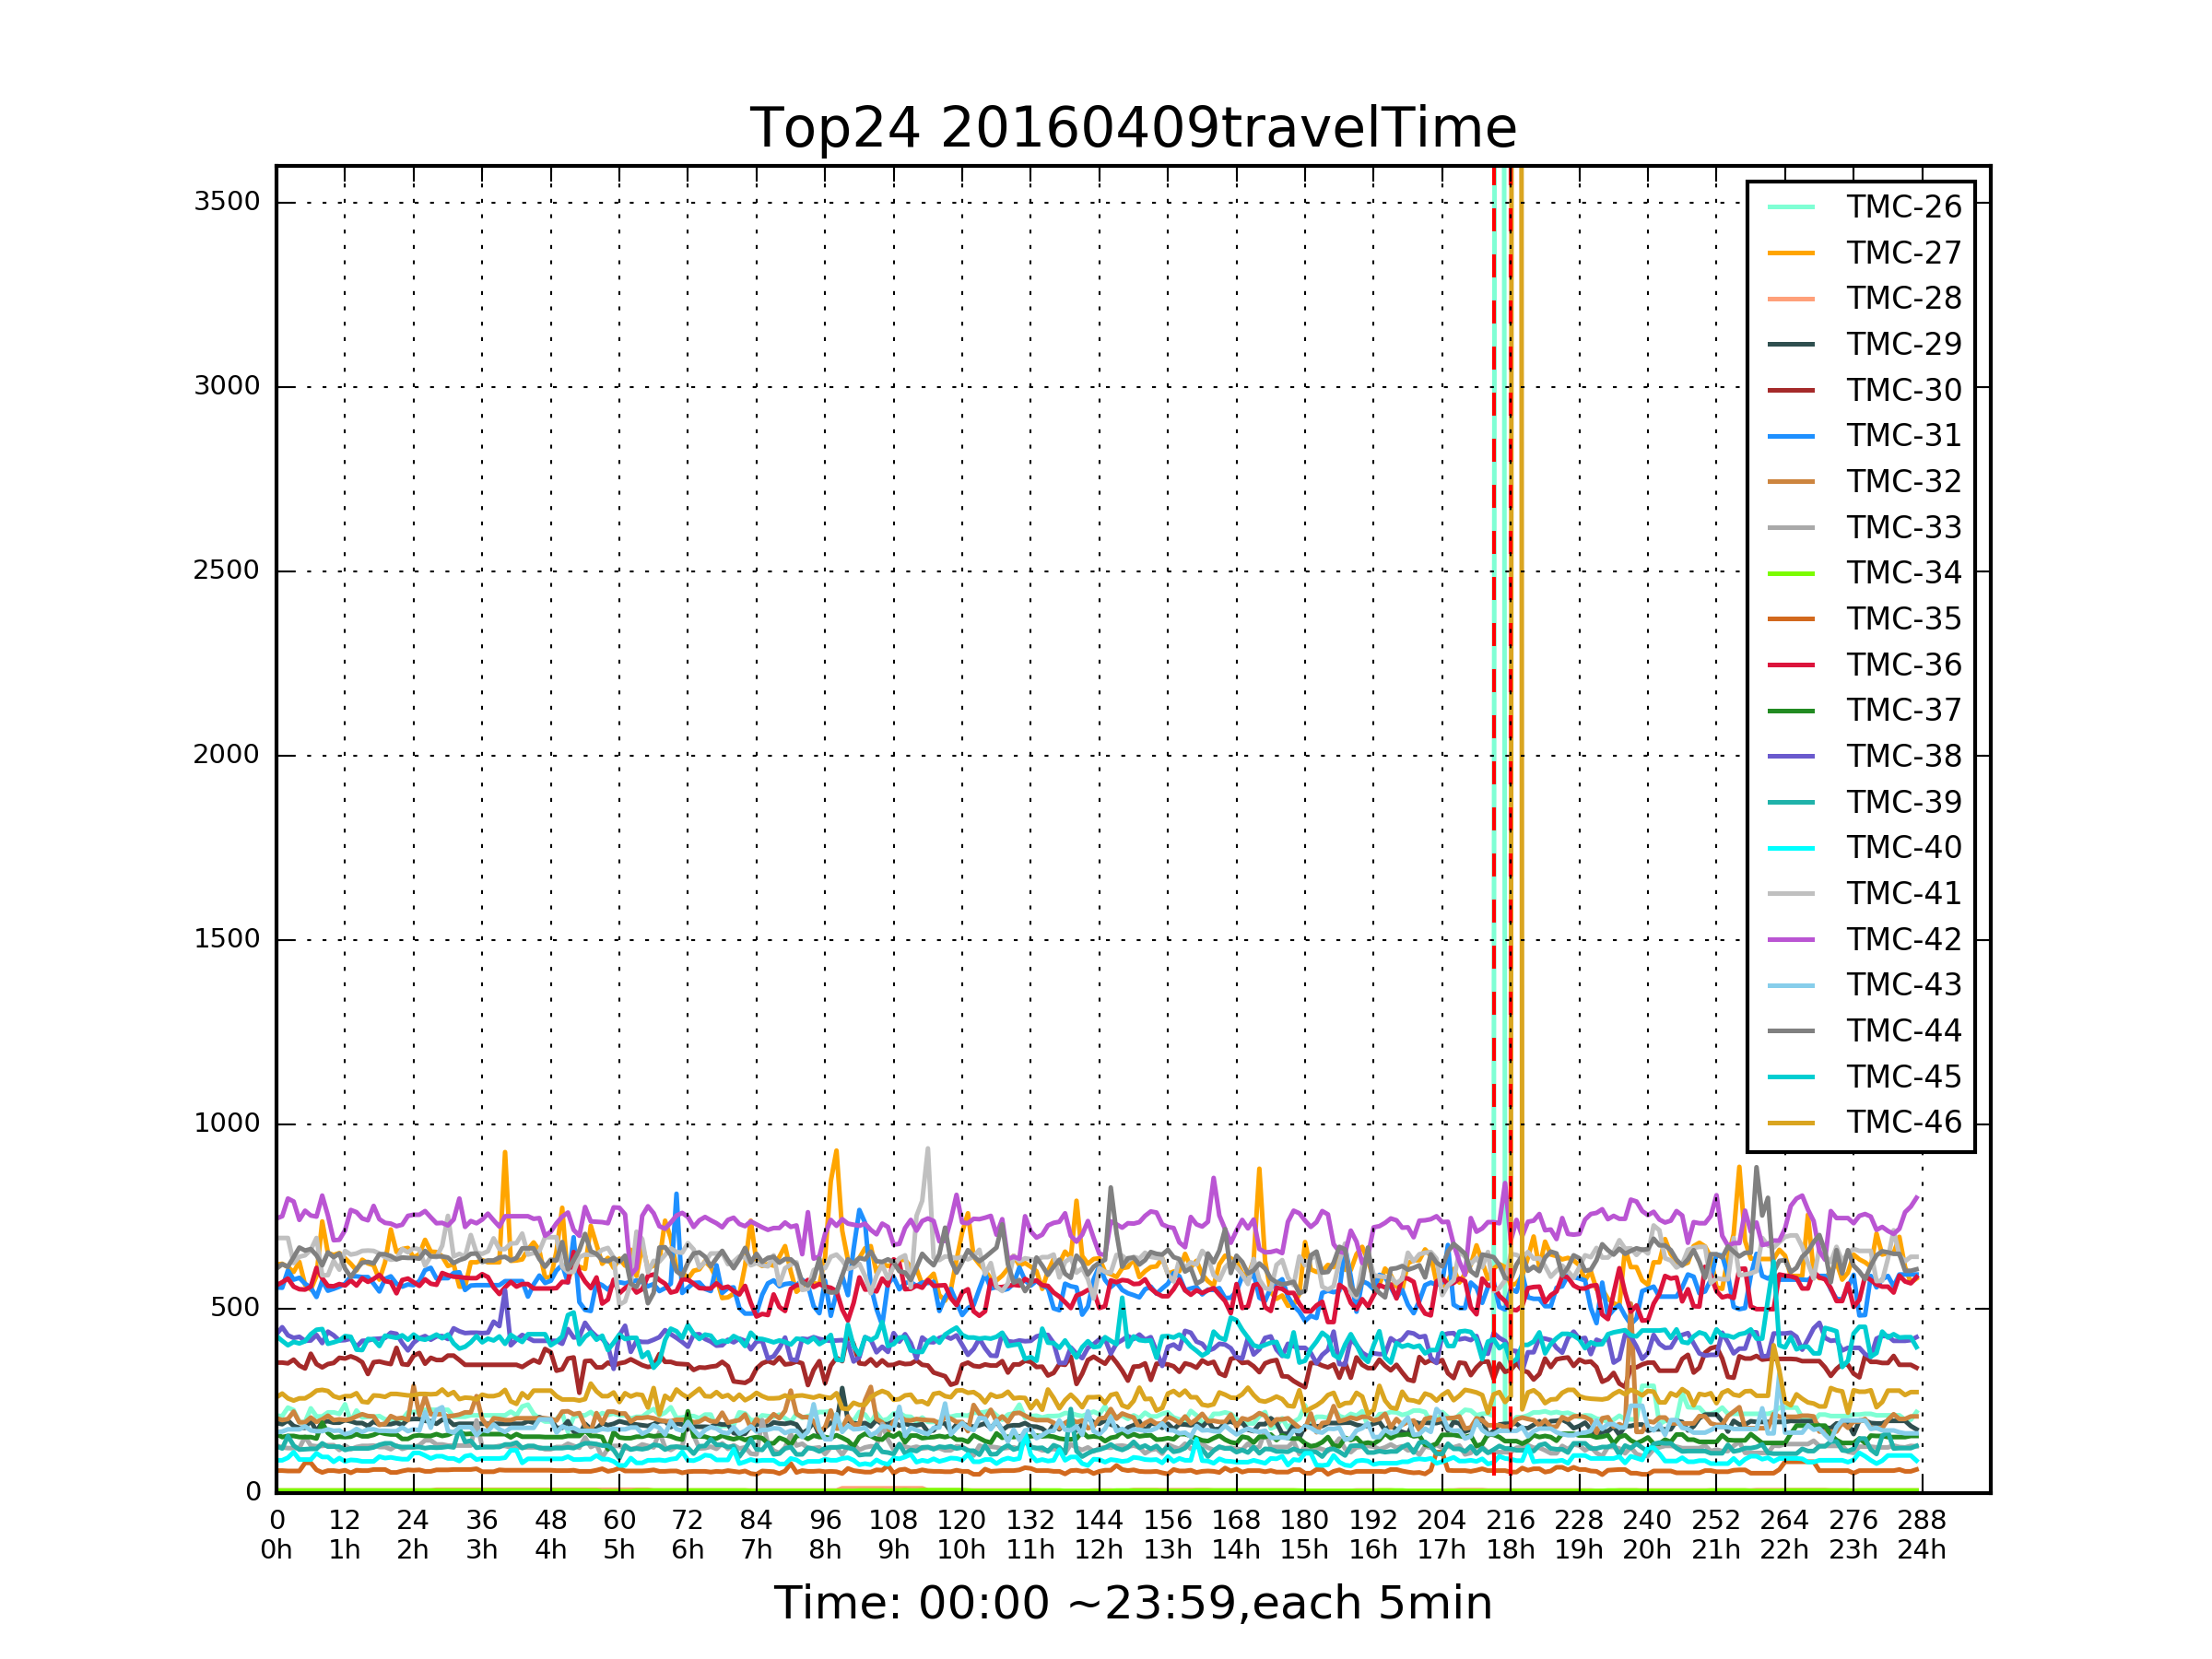 Top24 20160409travelTime
3500
3000
2500
2000
1500
1000
500
0
TMC-26
TMC-27
TMC-28
TMC-29
TMC-30
TMC-31
TMC-32
TMC-33
TMC-34
TMC-35
TMC-36
TMC-37
TMC-38
TMC-39
TMC-40
TMC-41
TMC-42
TMC-43
TMC-44
TMC-45
TMC-46
0 12 24 36 48 60 72 84 96 108 120 132 144 156 168 180 192 204 216 228 240 252 264 276 288
0h 1h 2h 3h 4h 5h 6h 7h 8h 9h 10h 11h 12h 13h 14h 15h 16h 17h 18h 19h 20h 21h 22h 23h 24h
Time: 00:00 ~23:59,each 5min